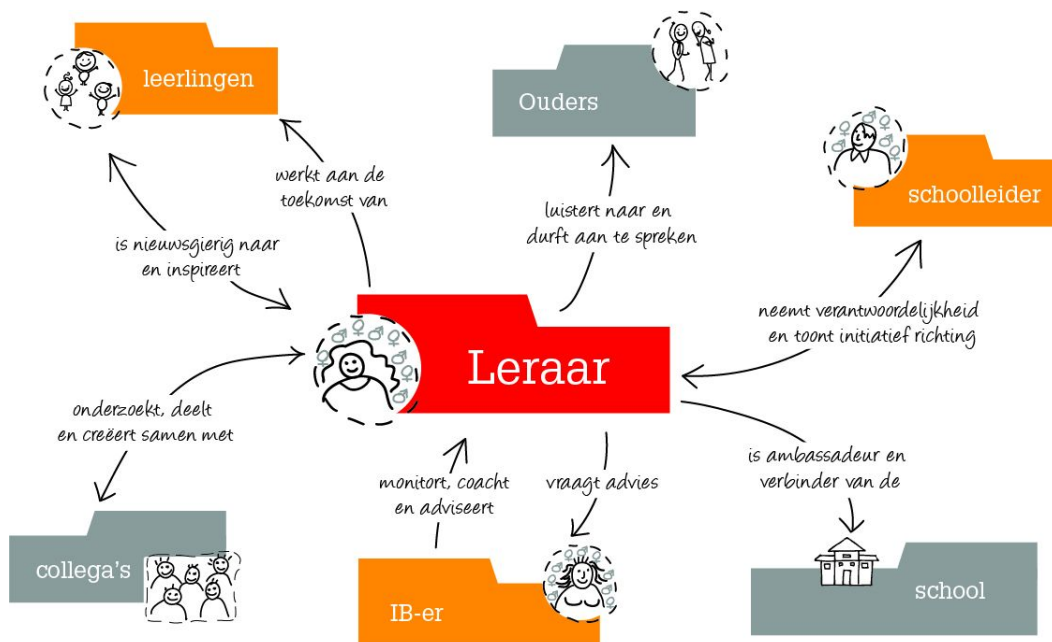 leerlingen
Ouders
schoolleider
werkt aan de
toekomst van
luistert naar en
durft aan te spreken
is nieuwsgierig naar
en inspireert
neemt verantwoordelijkheid
en toont initiatief richting
Leraar
onderzoekt, deelt
en creëert samen met
monitort, coacht
en adviseert
vraagt advies
is ambassadeur en
verbinder van de
collega's
IB-er
school